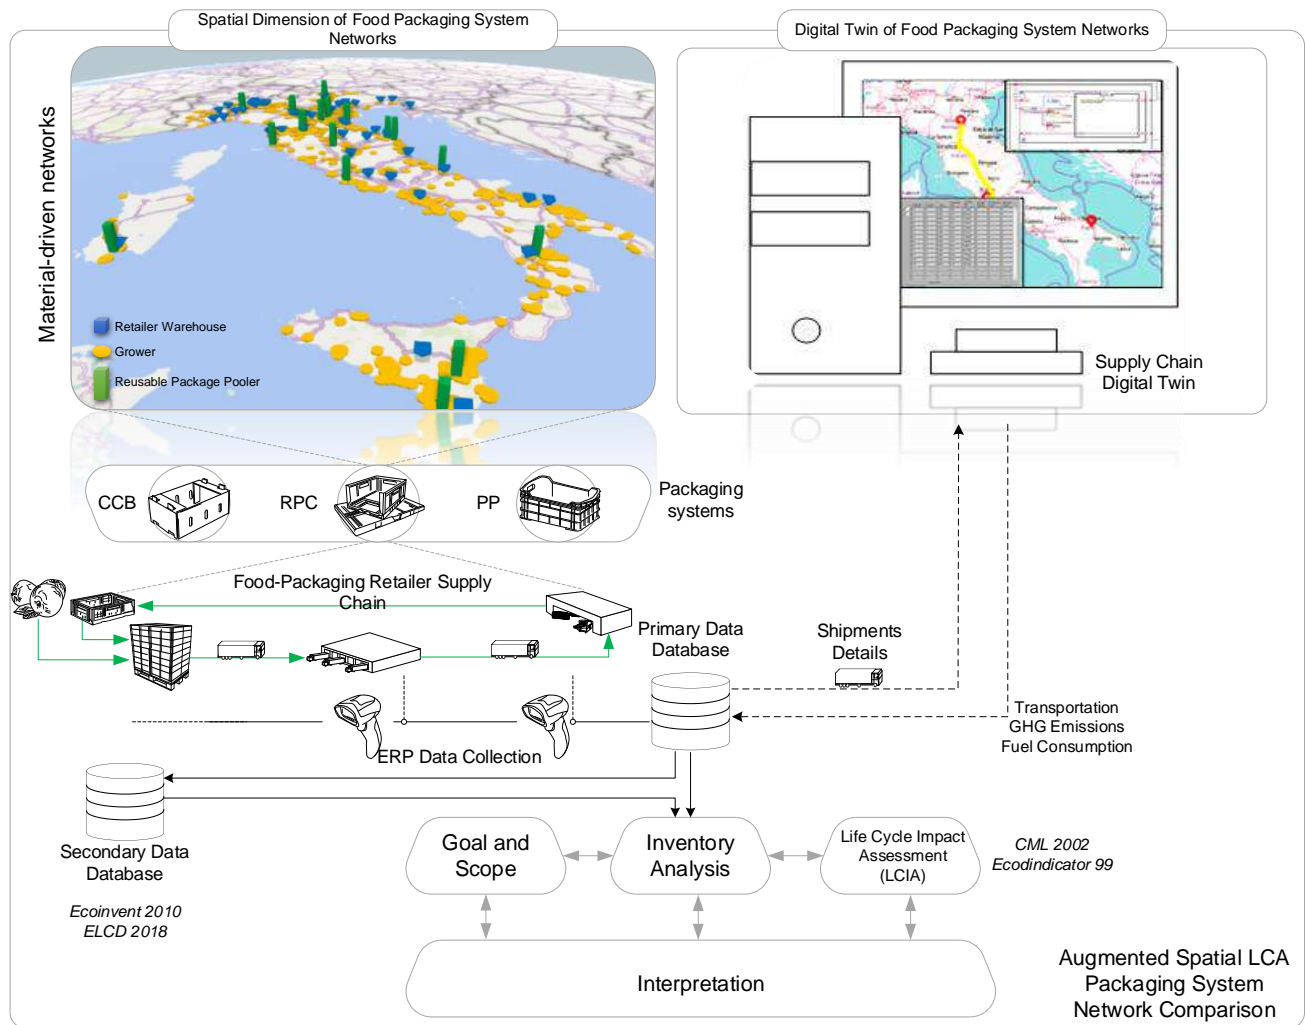 Spatial Dimension of Food Packaging System
Networks
Digital Twin of Food Packaging System Networks
Material-driven networks
Retailer Warehouse
Grower
Reusable Package Pooler
Supply Chain
Digital Twin
CCB
RPC
PP
Packaging
systems
Food-Packaging Retailer Supply
Chain
Primary Data
Database
Shipments
Details
Transportation
GHG Emissions
Fuel Consumption
ERP Data Collection
Secondary Data
Database
Ecoinvent 2010
ELCD 2018
Goal and
Scope
Inventory
Analysis
Life Cycle Impact
Assessment
(LCIA)
CML 2002
Ecodindicator 99
Interpretation
Augmented Spatial LCA
Packaging System
Network Comparison